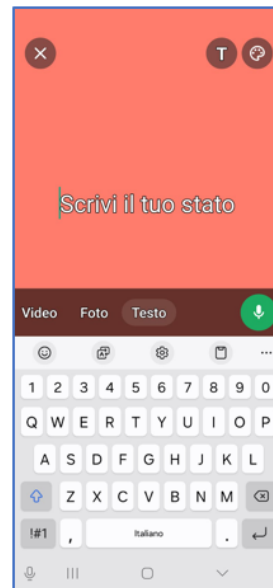 T
Scrivi il tuo stato
Video Foto Testo
1 2 3 4 5 6 7 8 9 0
Q W E R T Y U I O P
A S D F G H J K L
Z X C V B N M
!#1 , Italiano .